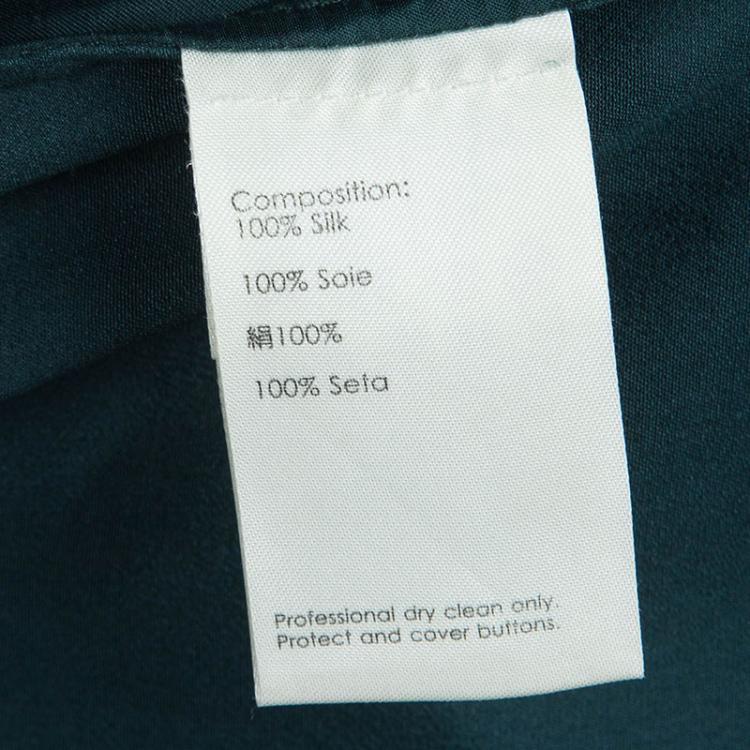 Composition:
100% Silk
100% Soie
絹100%
100% Seta
Professional dry clean only.
Protect and cover buttons.